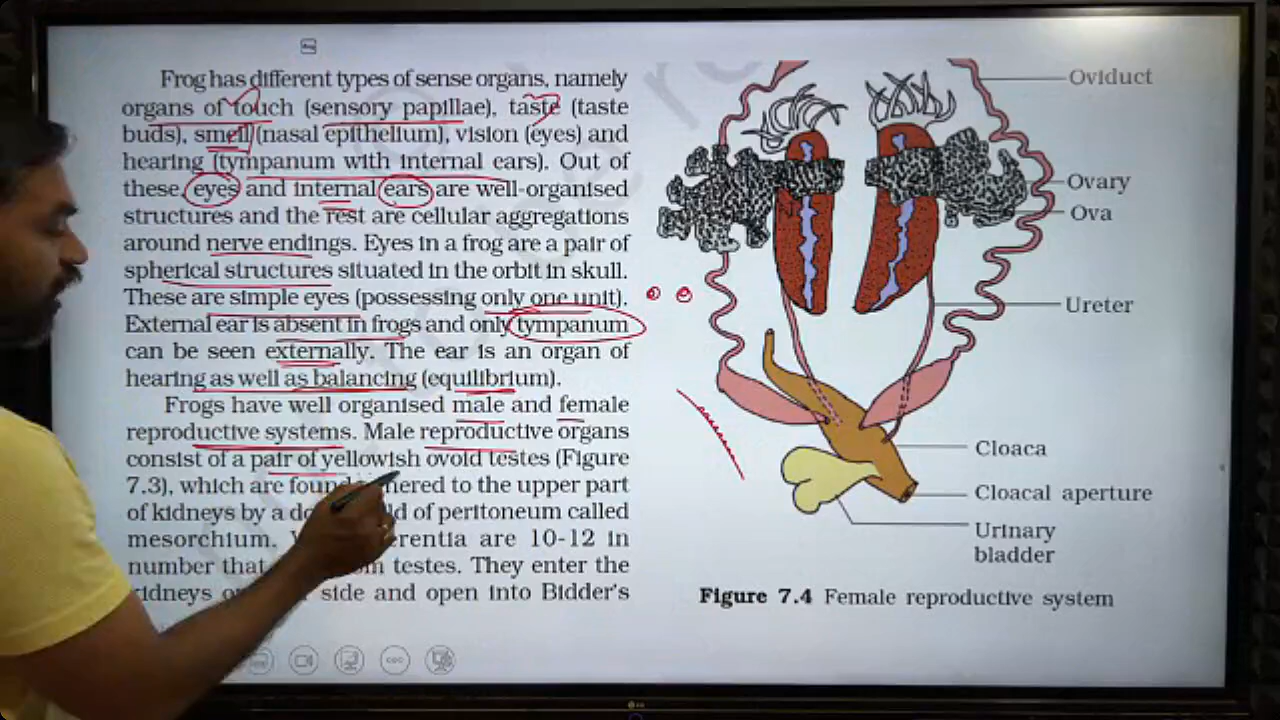 Frog has different types of sense organs, namely
organs of touch (sensory papillae), taste (taste
buds), smell (nasal epithelium), vision (eyes) and
hearing (tympanum with internal ears). Out of
these, eyes and internal ears are well-organised
structures and the rest are cellular aggregations
around nerve endings. Eyes in a frog are a pair of
spherical structures situated in the orbit in skull.
These are simple eyes (possessing only one unit).
External ear is absent in frogs and only tympanum
can be seen externally. The ear is an organ of
hearing as well as balancing (equilibrium).
Frogs have well organised male and female
reproductive systems. Male reproductive organs
consist of a pair of yellowish ovoid testes (Figure
7.3), which are found to the upper part
of kidneys by a of peritoneum called
mesorchium. are 10-12 in
number that testes. They enter the
kidneys side and open into Bidder's
Oviduct
Ovary
Ova
Ureter
Cloaca
Cloacal aperture
Urinary
bladder
Figure 7.4 Female reproductive system